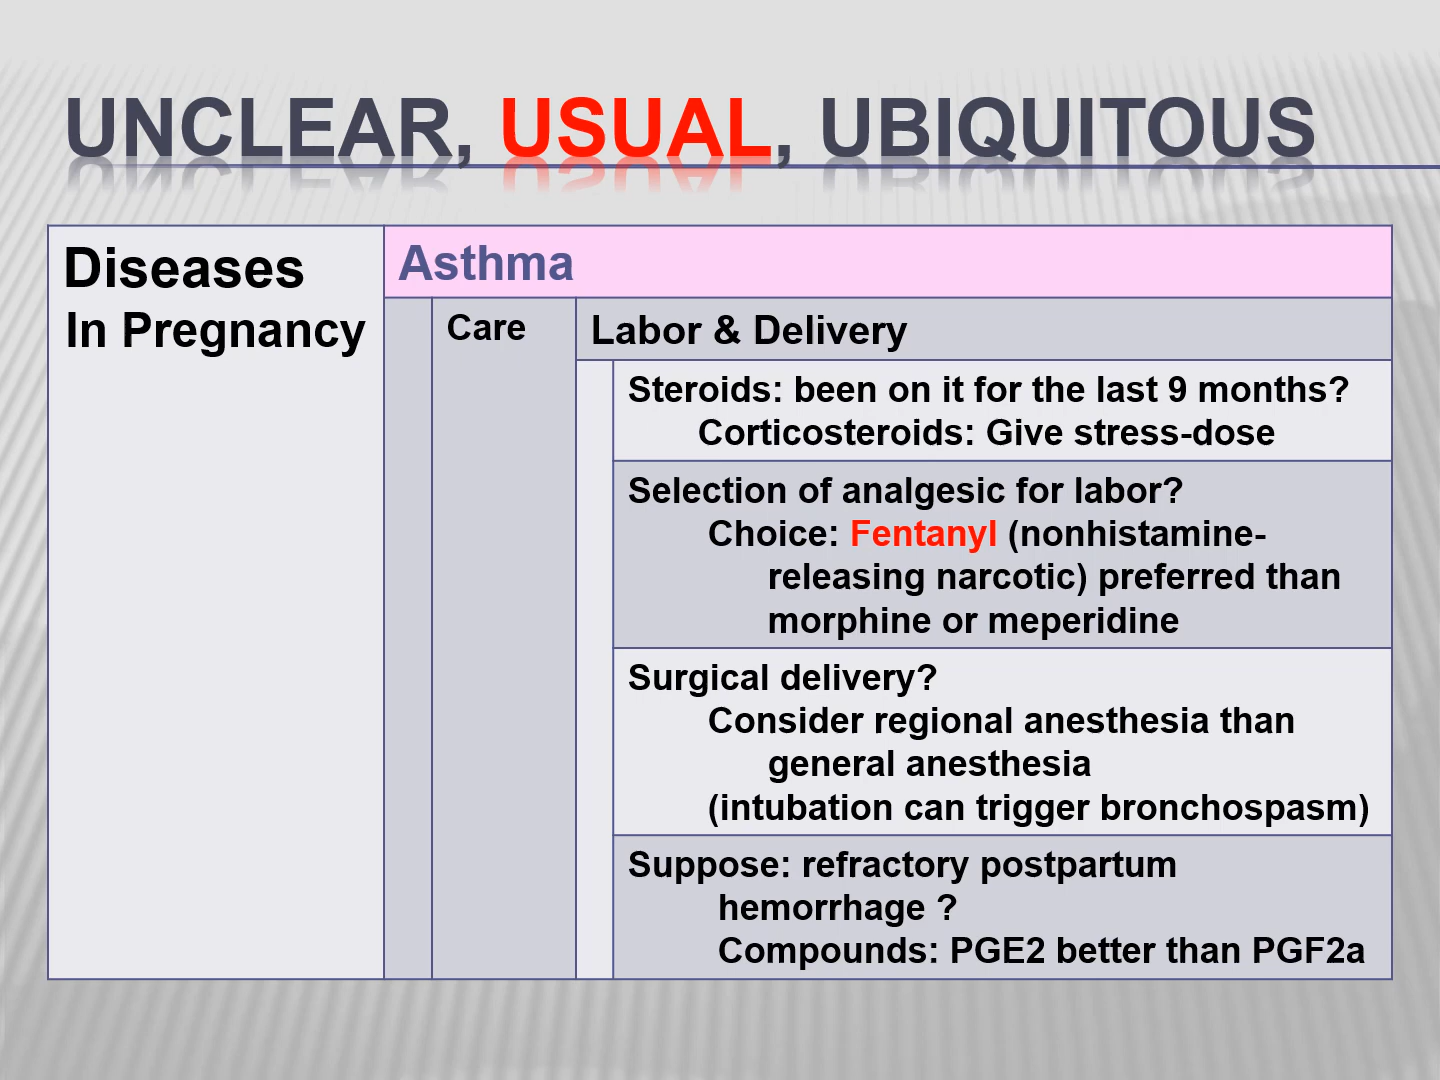 UNCLEAR, USUAL, UBIQUITOUS
Diseases
In Pregnancy
Asthma
Care
Labor & Delivery
Steroids: been on it for the last 9 months?
Corticosteroids: Give stress-dose
Selection of analgesic for labor?
Choice: Fentanyl (nonhistamine-
releasing narcotic) preferred than
morphine or meperidine
Surgical delivery?
Consider regional anesthesia than
general anesthesia
(intubation can trigger bronchospasm)
Suppose: refractory postpartum
hemorrhage ?
Compounds: PGE2 better than PGF2a